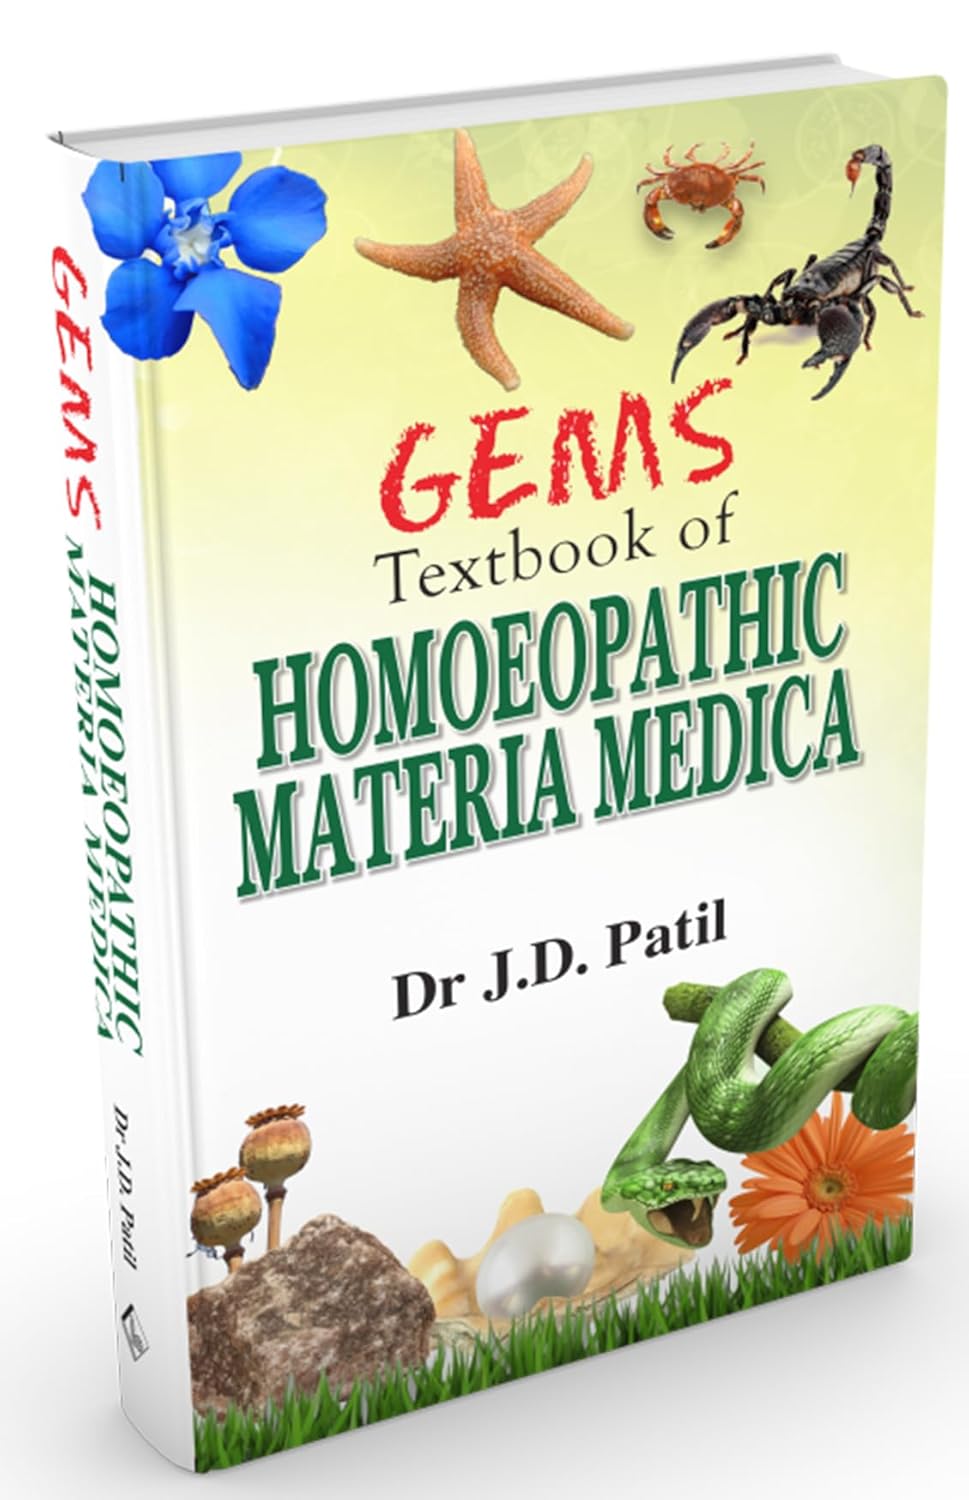 GEMS
Textbook of
HOMOEOPATHIC
MATERIA MEDICA
Dr J.D. Patil
GEMS HOMOEOPATHIC
MATERIA MEDICA
Dr J.D. Patil